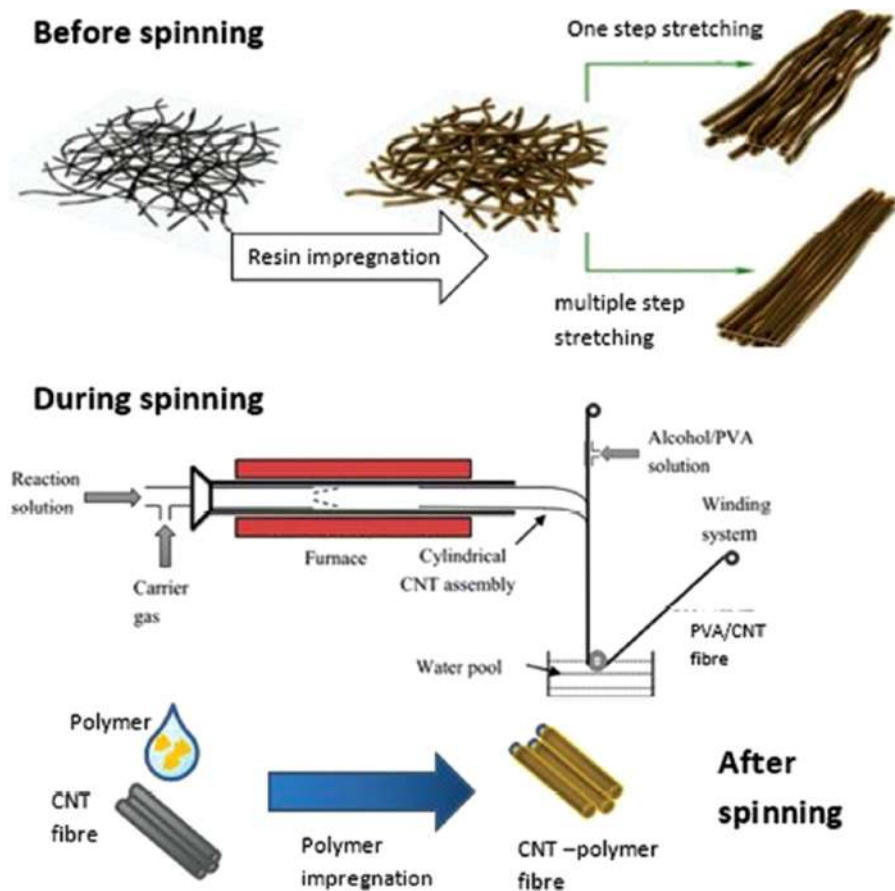 Before spinning
One step stretching
Resin impregnation
multiple step
stretching
During spinning
Alcohol/PVA
solution
Reaction
solution
Winding
system
Furnace
Cylindrical
CNT assembly
Carrier
gas
PVA/CNT
fibre
Water pool
Polymer
After
spinning
CNT
fibre
Polymer
impregnation
CNT –polymer
fibre